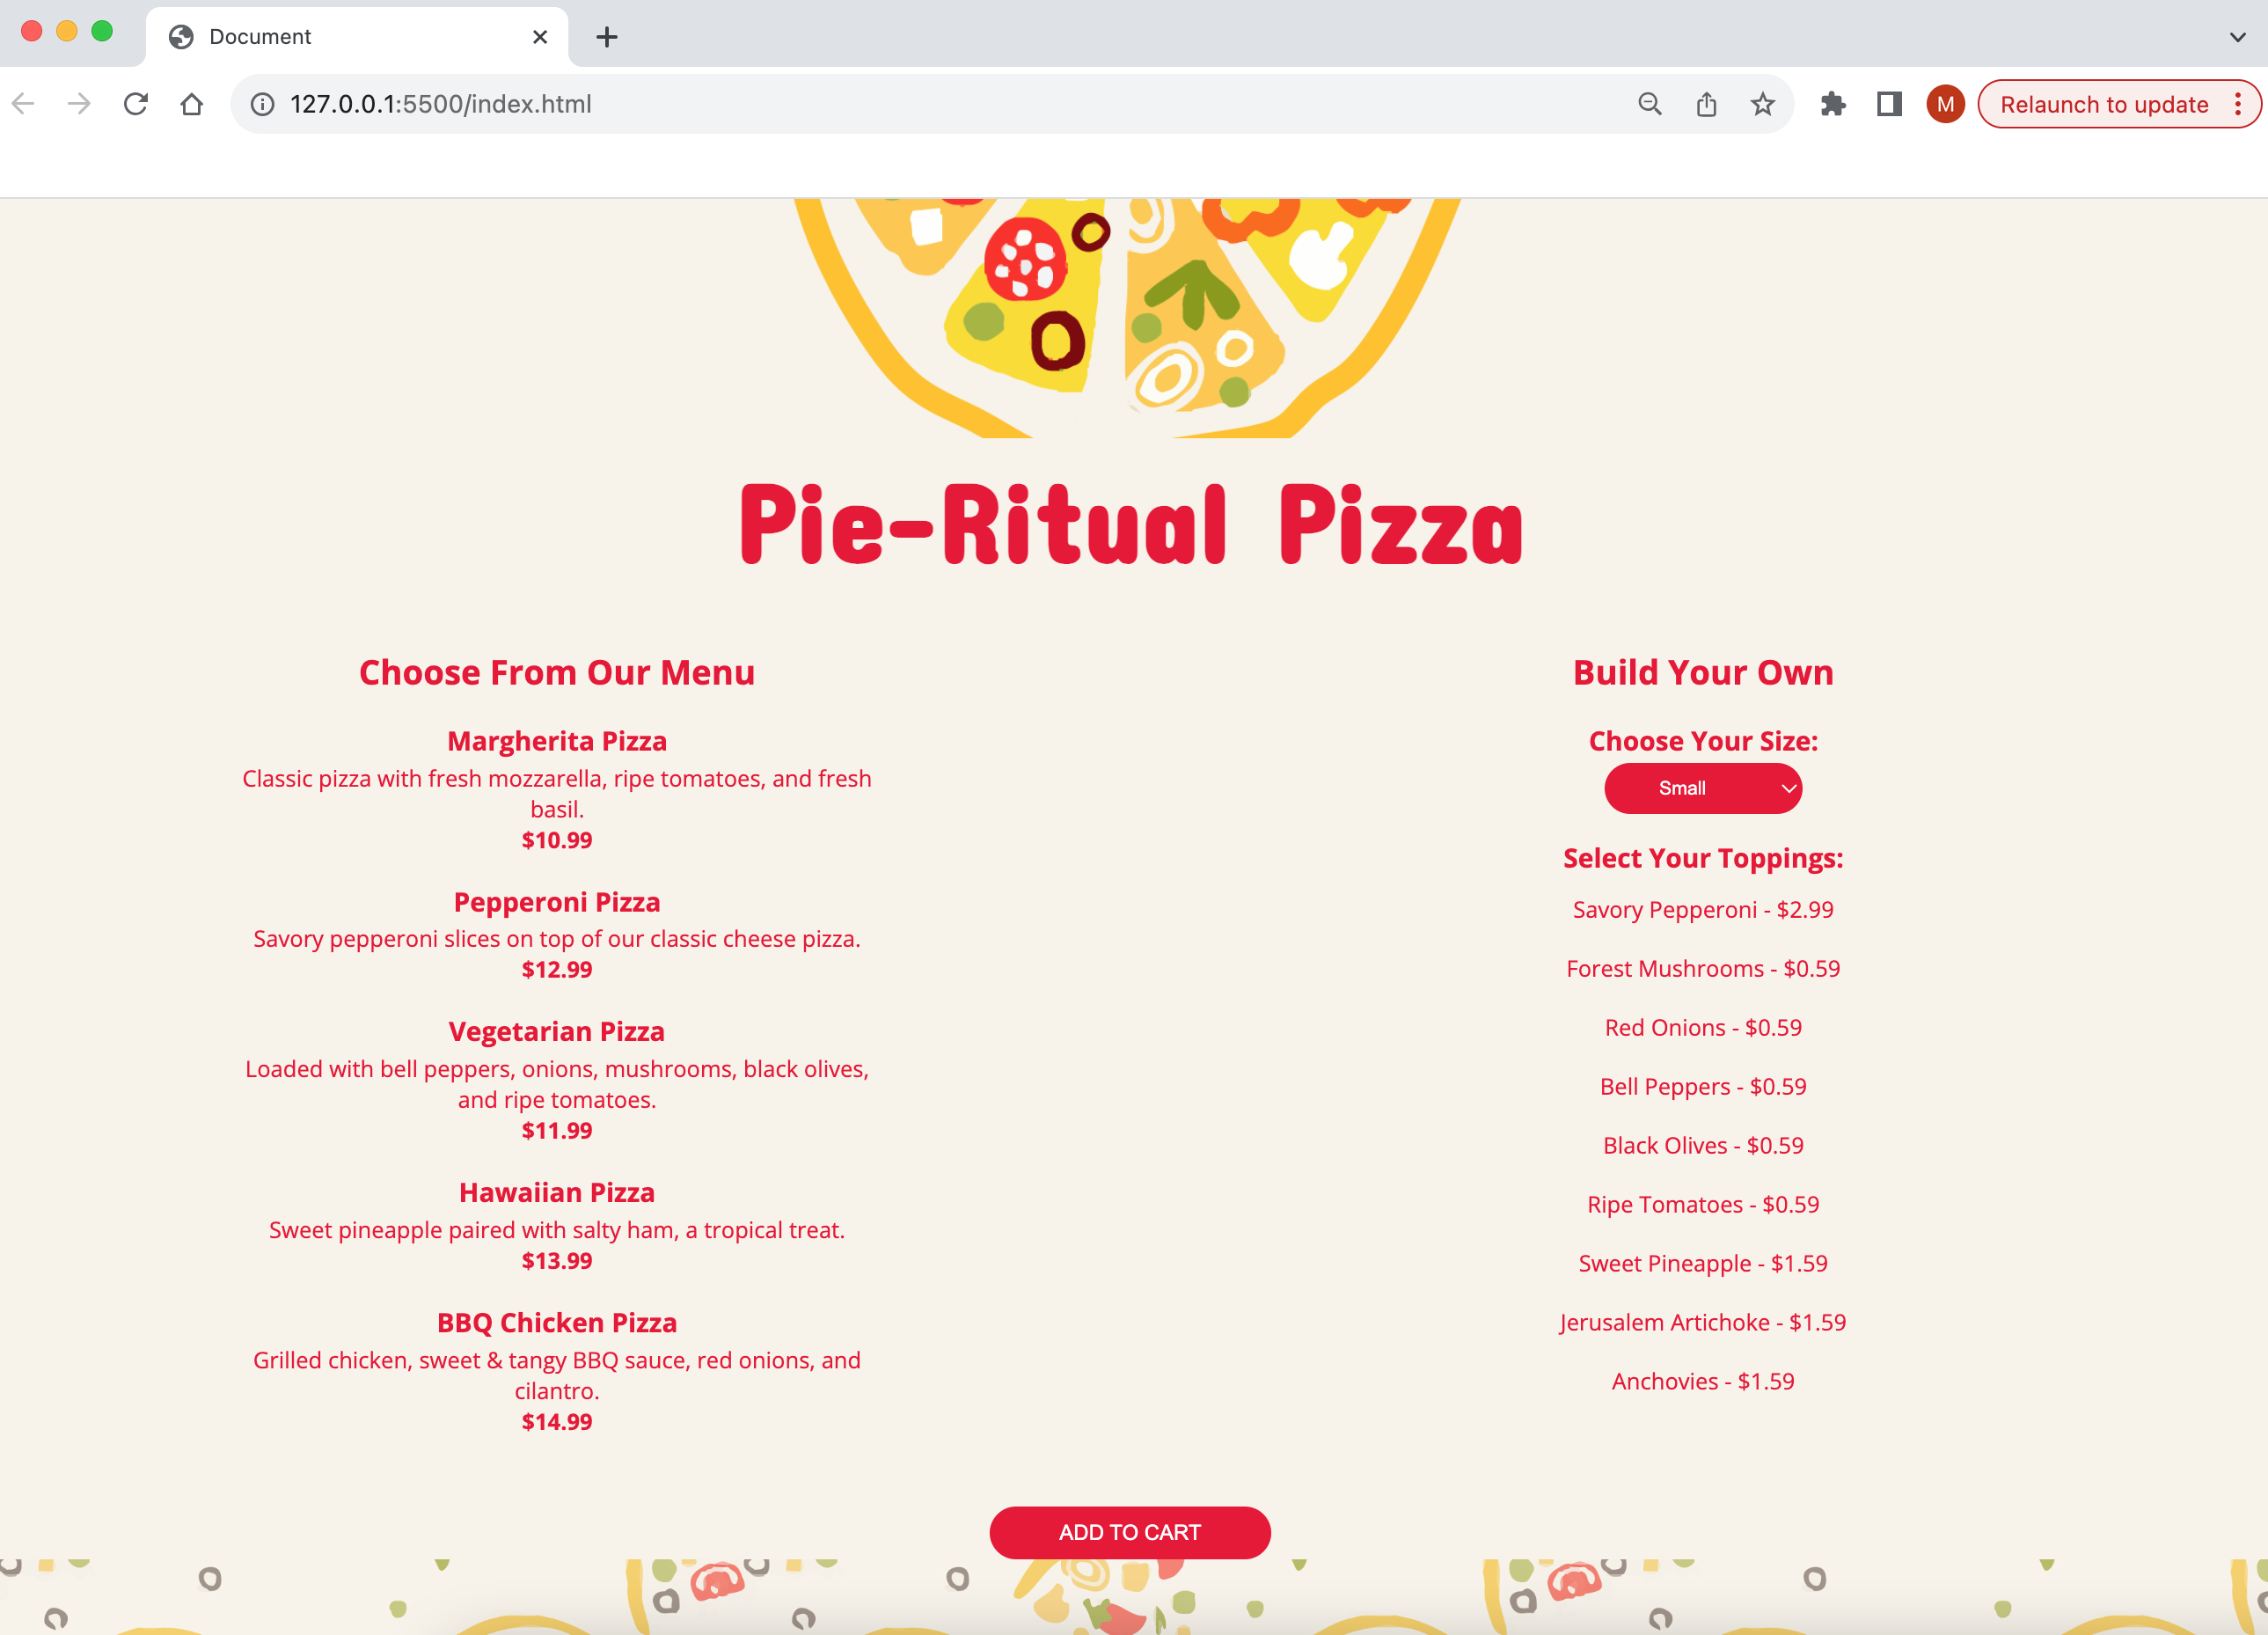 Document
127.0.0.1:5500/index.html
M
Relaunch to update
Pie-Ritual Pizza
Choose From Our Menu
Margherita Pizza
Classic pizza with fresh mozzarella, ripe tomatoes, and fresh
basil.
$10.99
Pepperoni Pizza
Savory pepperoni slices on top of our classic cheese pizza.
$12.99
Vegetarian Pizza
Loaded with bell peppers, onions, mushrooms, black olives,
and ripe tomatoes.
$11.99
Hawaiian Pizza
Sweet pineapple paired with salty ham, a tropical treat.
$13.99
BBQ Chicken Pizza
Grilled chicken, sweet & tangy BBQ sauce, red onions, and
cilantro.
$14.99
Build Your Own
Choose Your Size:
Small
Select Your Toppings:
Savory Pepperoni - $2.99
Forest Mushrooms - $0.59
Red Onions - $0.59
Bell Peppers - $0.59
Black Olives - $0.59
Ripe Tomatoes - $0.59
Sweet Pineapple - $1.59
Jerusalem Artichoke - $1.59
Anchovies - $1.59
ADD TO CART